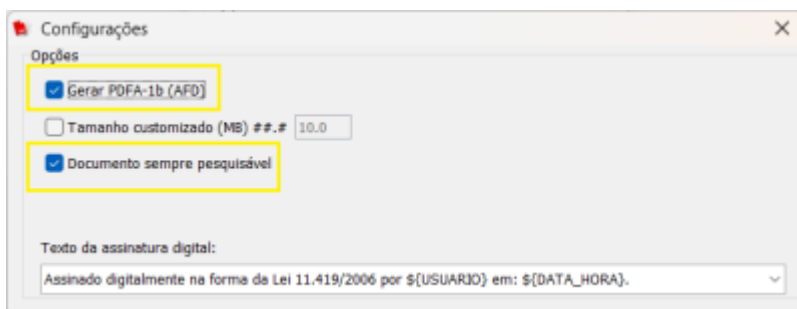 Configurações
Opções
Gerar PDFA-1b (AFD)
Tamanho customizado (MB) ##.# 10.0
Documento sempre pesquisável
Texto da assinatura digital:
Assinado digitalmente na forma da Lei 11.419/2006 por ${USUARIO} em: ${DATA_HORA}.